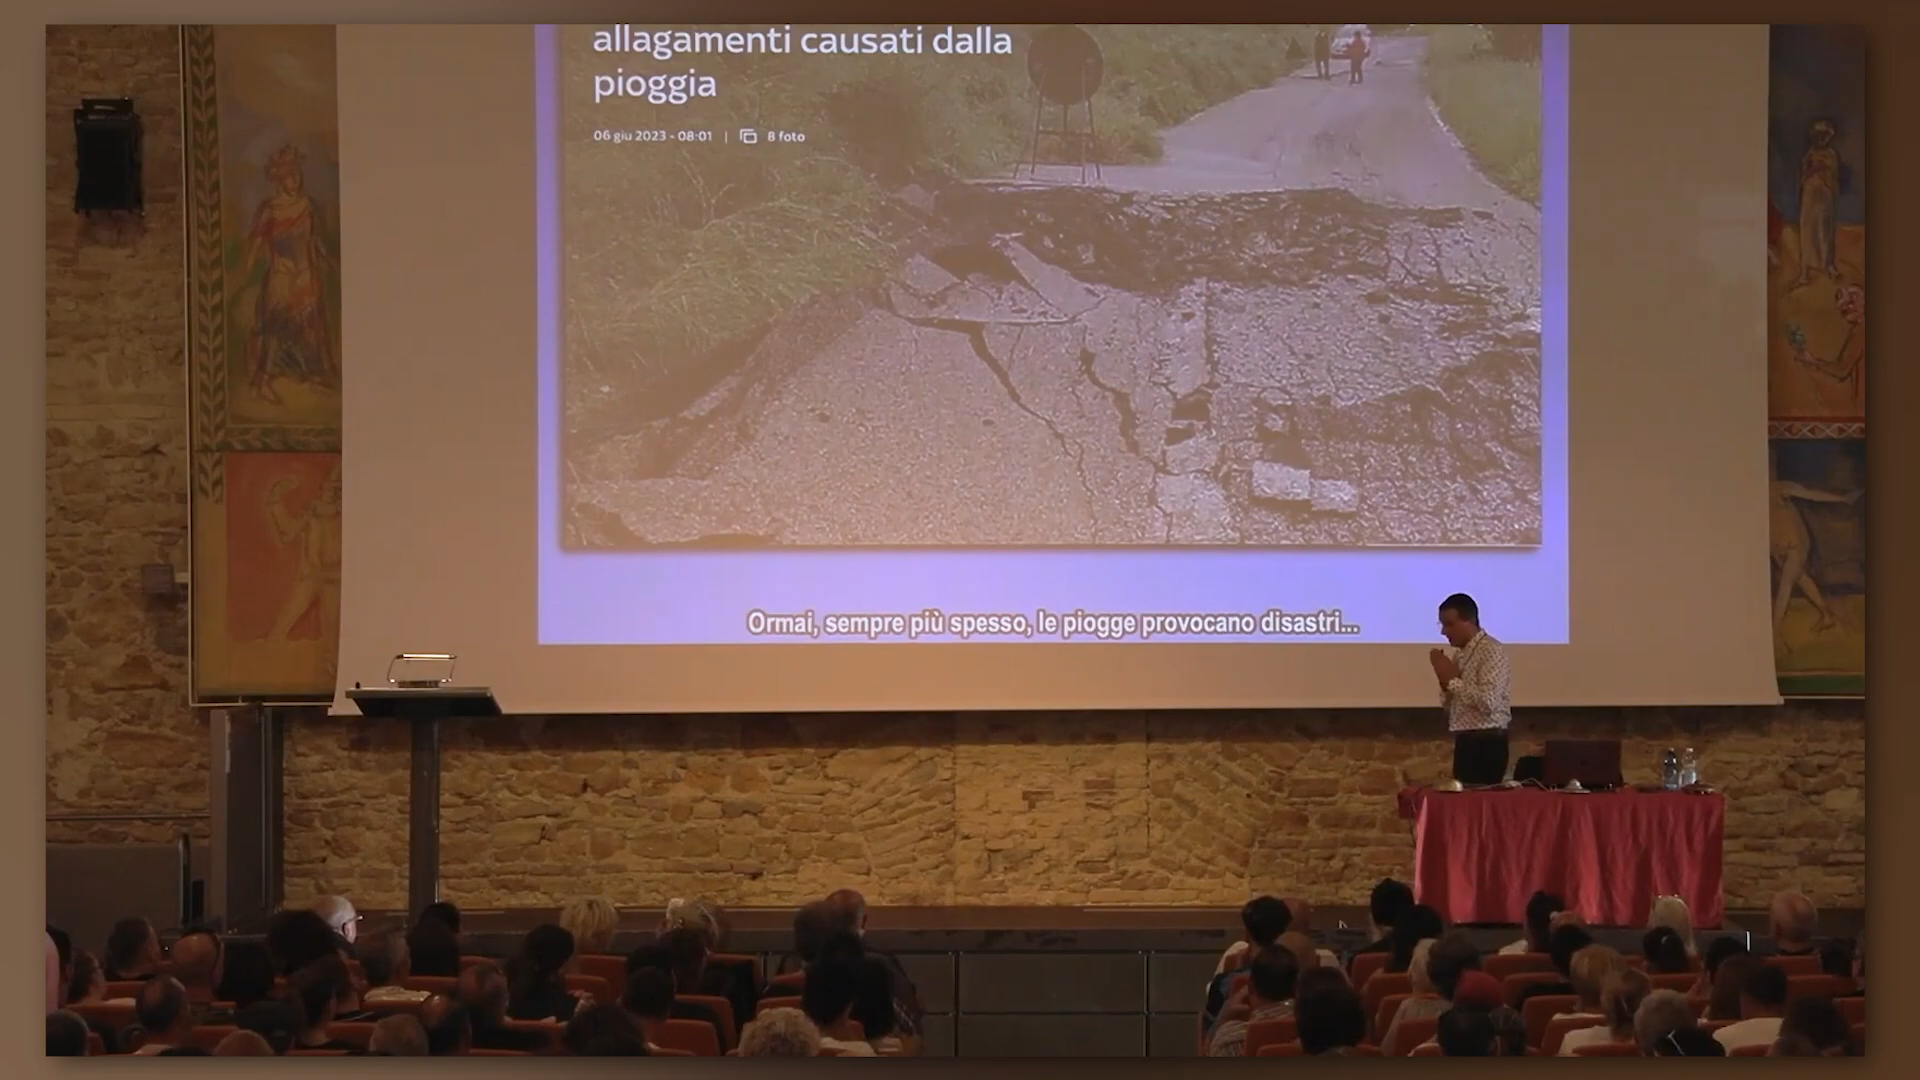 allagamenti causati dalla
pioggia
06 giu 2023 - 08:01 | 8 foto
Ormai, sempre più spesso, le piogge provocano disastri...